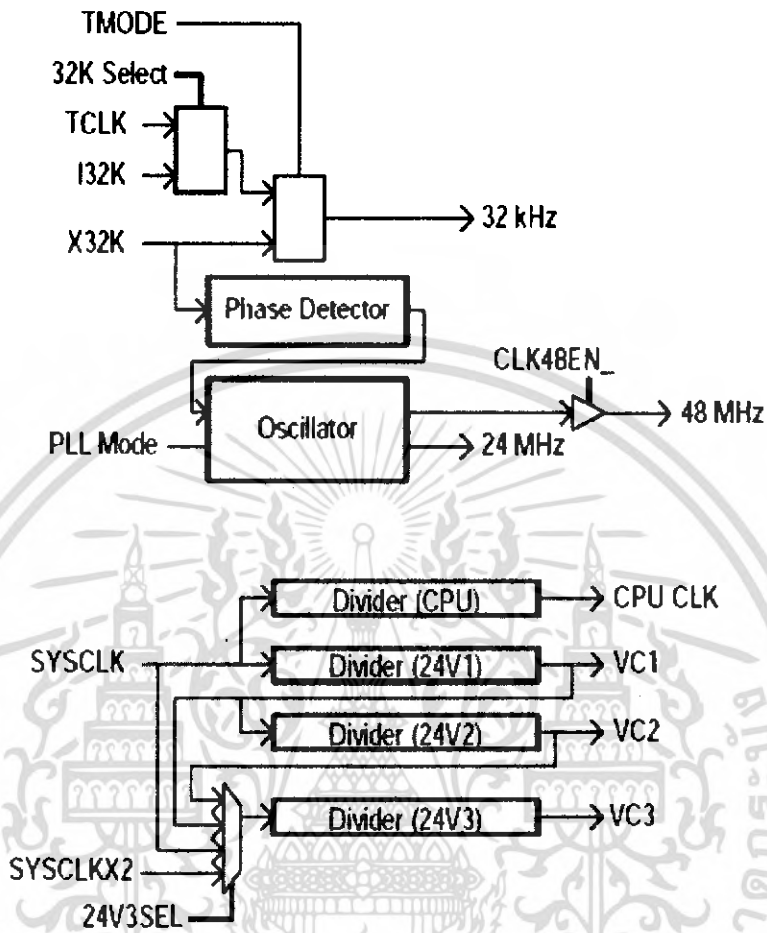 TMODE
32K Select
TCLK
I32K
32 kHz
X32K
Phase Detector
CLK48EN_
Oscillator
48 MHz
PLL Mode
24 MHz
Divider (CPU)
CPU CLK
SYSCLK
Divider (24V1)
VC1
Divider (24V2)
VC2
Divider (24V3)
VC3
SYSCLKX2
24V3SEL